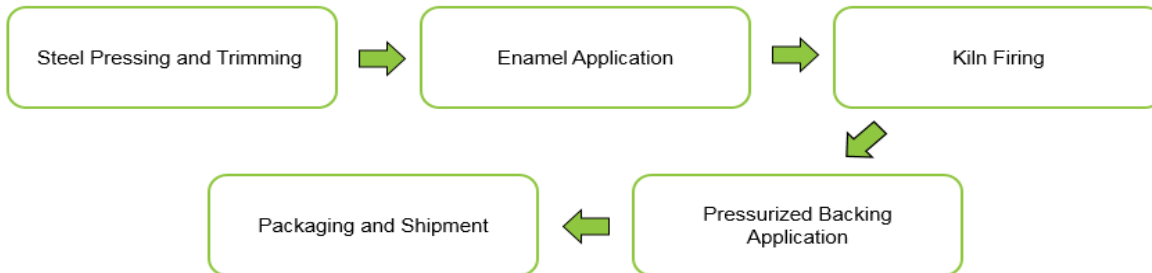 Steel Pressing and Trimming
Enamel Application
Kiln Firing
Packaging and Shipment
Pressurized Backing
Application